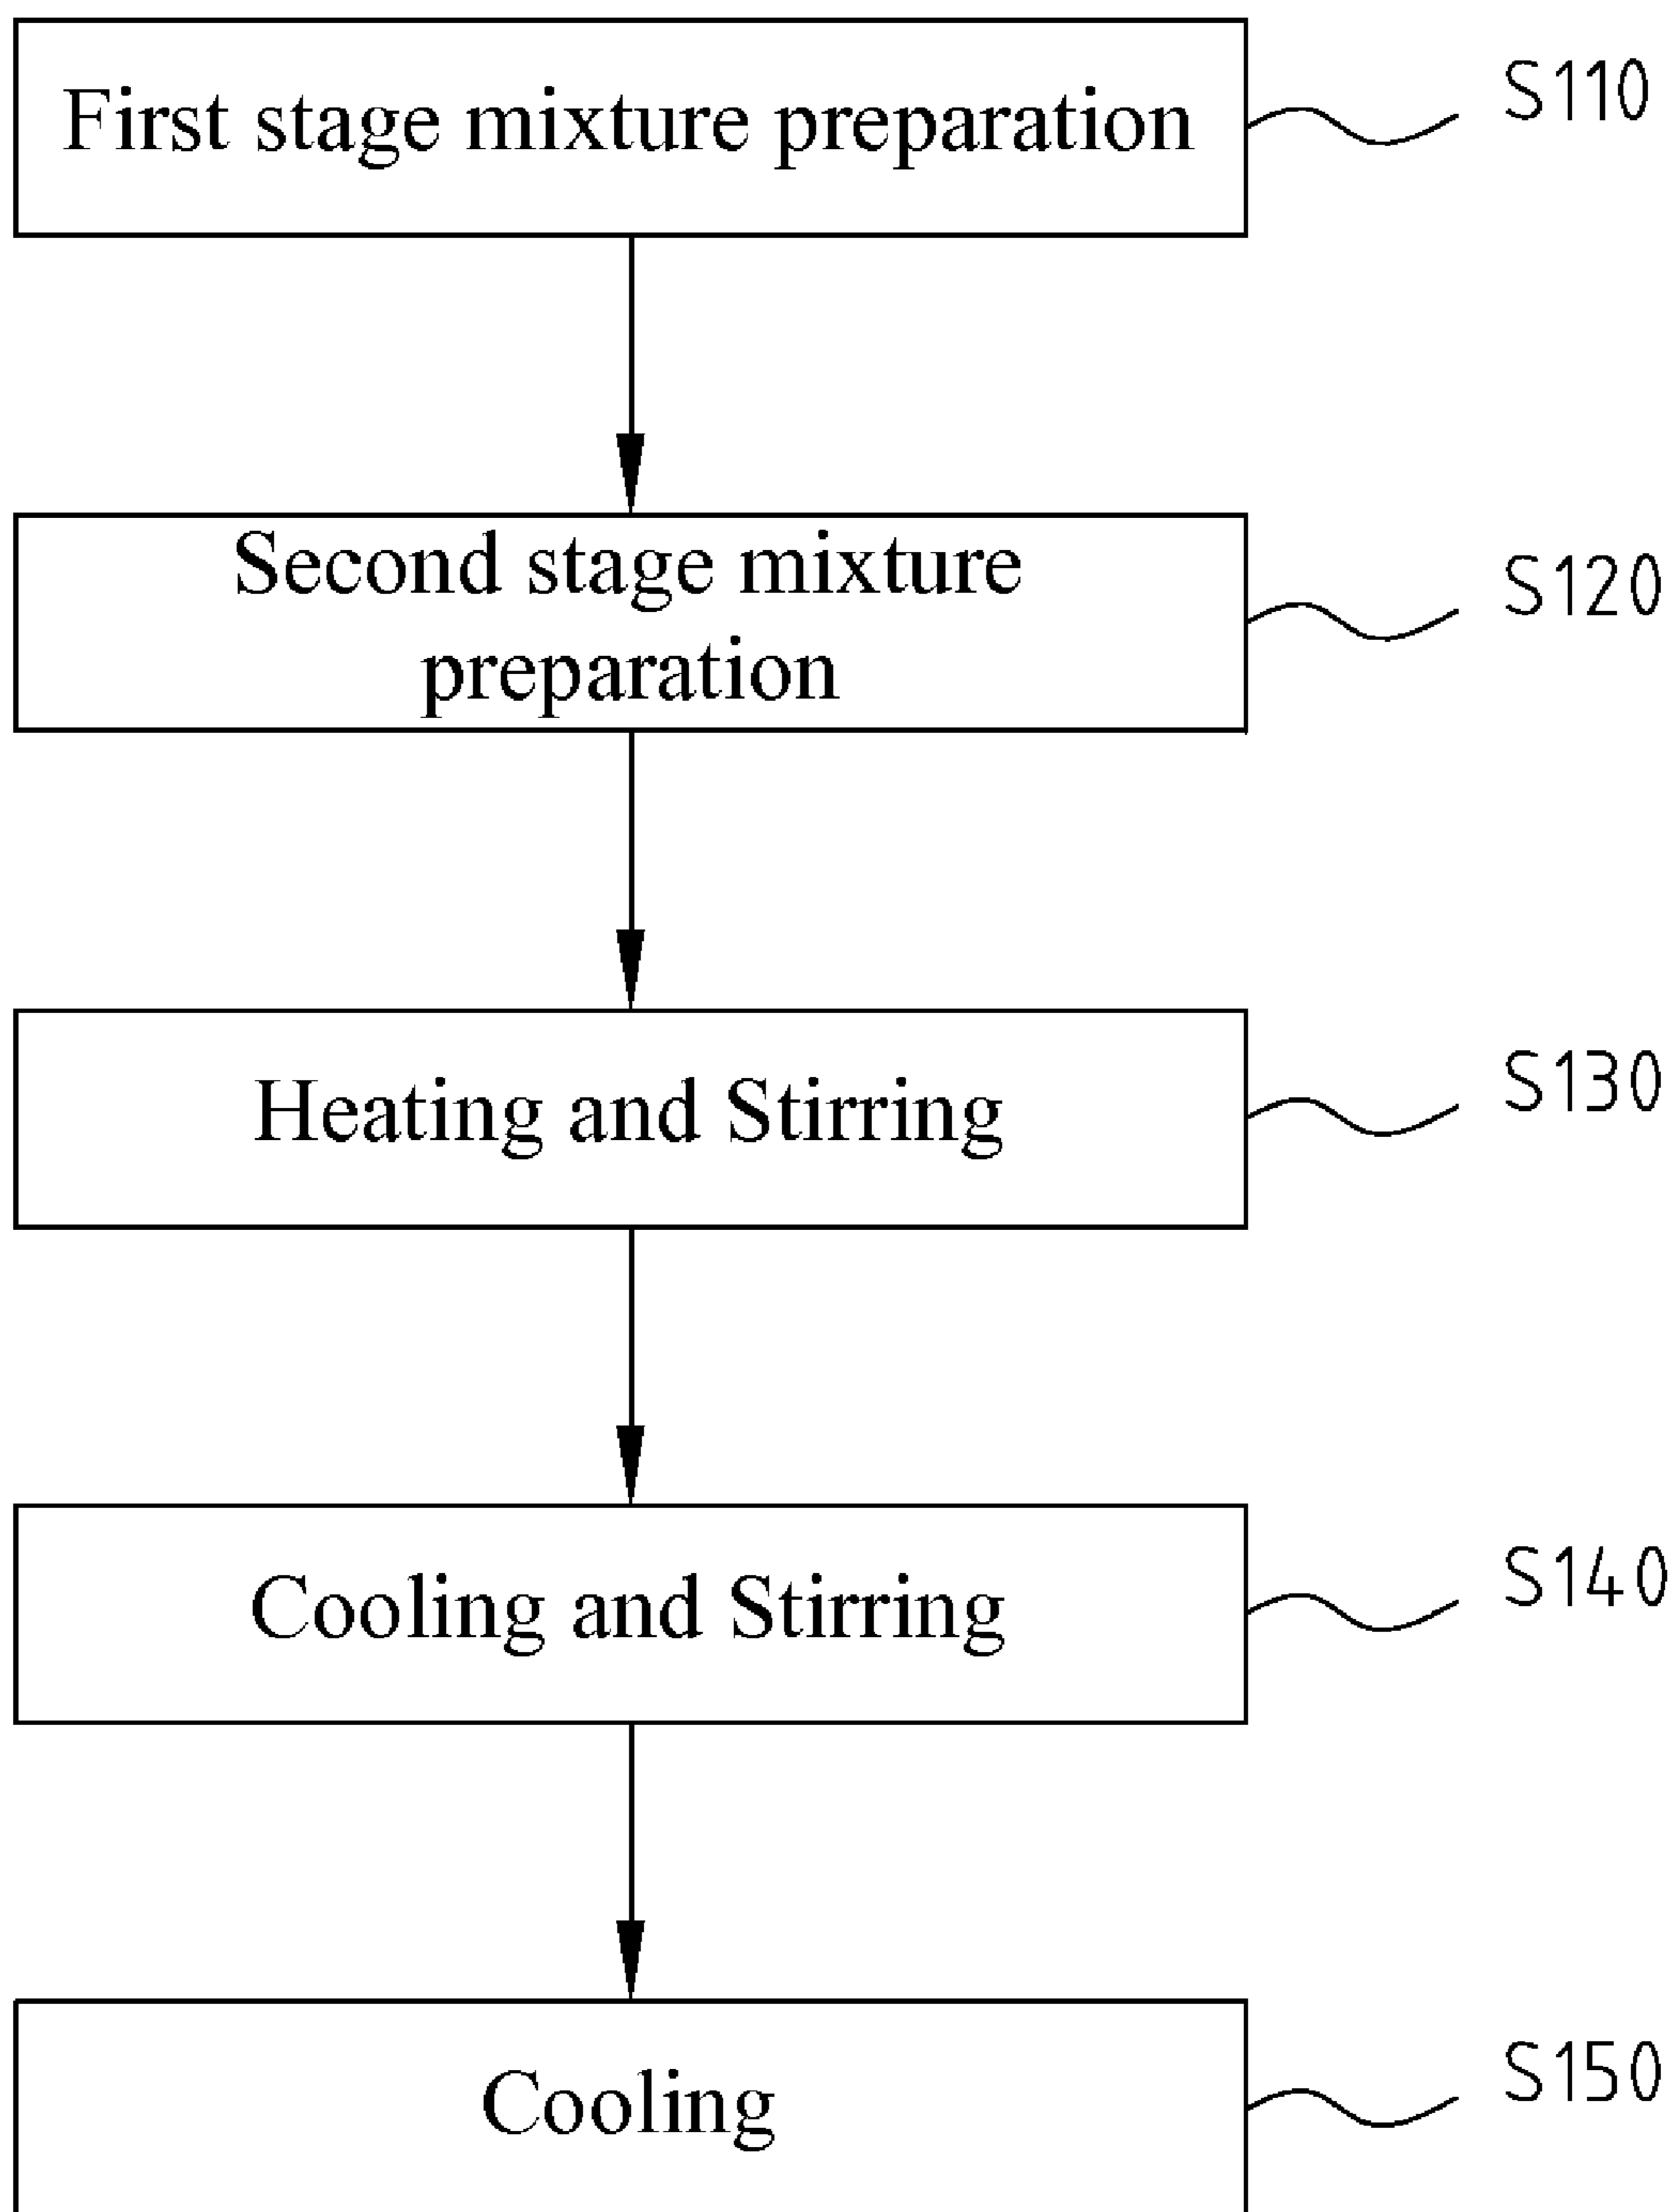 First stage mixture preparation
S110
Second stage mixture
preparation
S120
Heating and Stirring
S130
Cooling and Stirring
S140
Cooling
S150